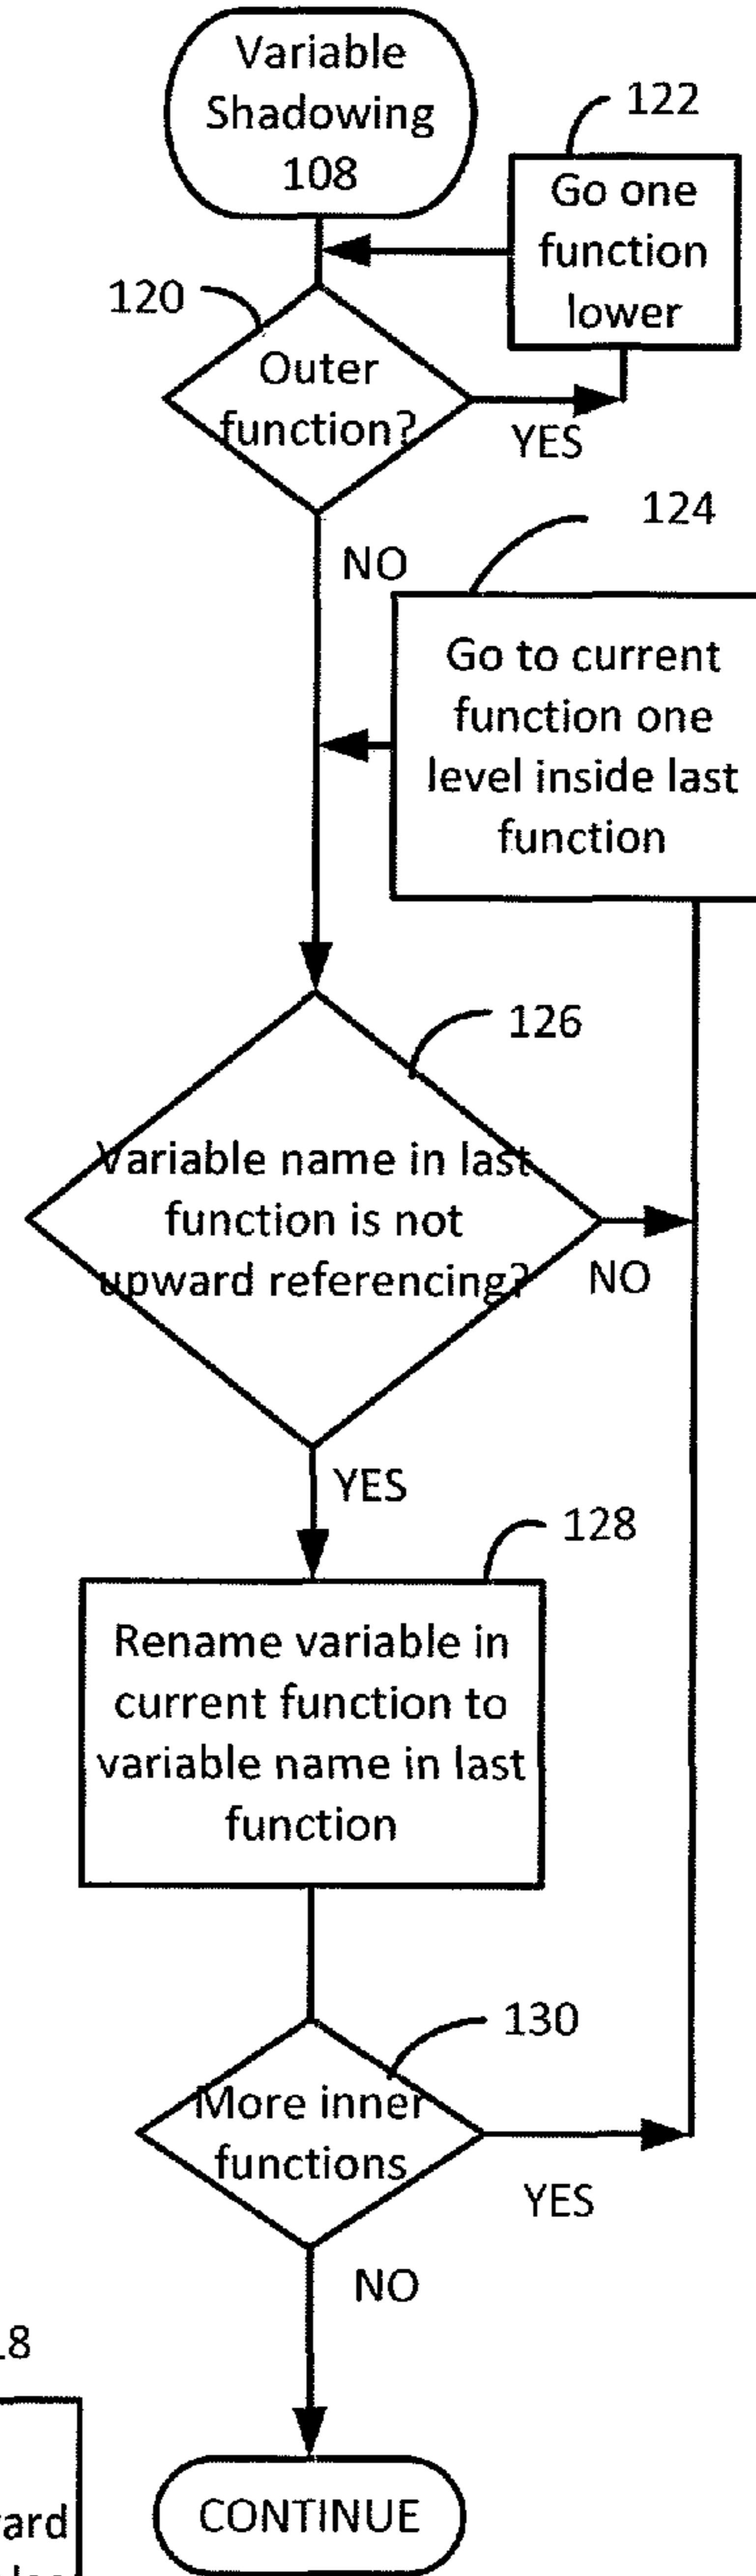 Variable
Shadowing
108
122
Go one
function
lower
120
Outer
function?
YES
NO
124
Go to current
function one
level inside last
function
126
Variable name in last
function is not
upward referencing?
NO
YES
128
Rename variable in
current function to
variable name in last
function
130
More inner
functions
YES
NO
18
CONTINUE